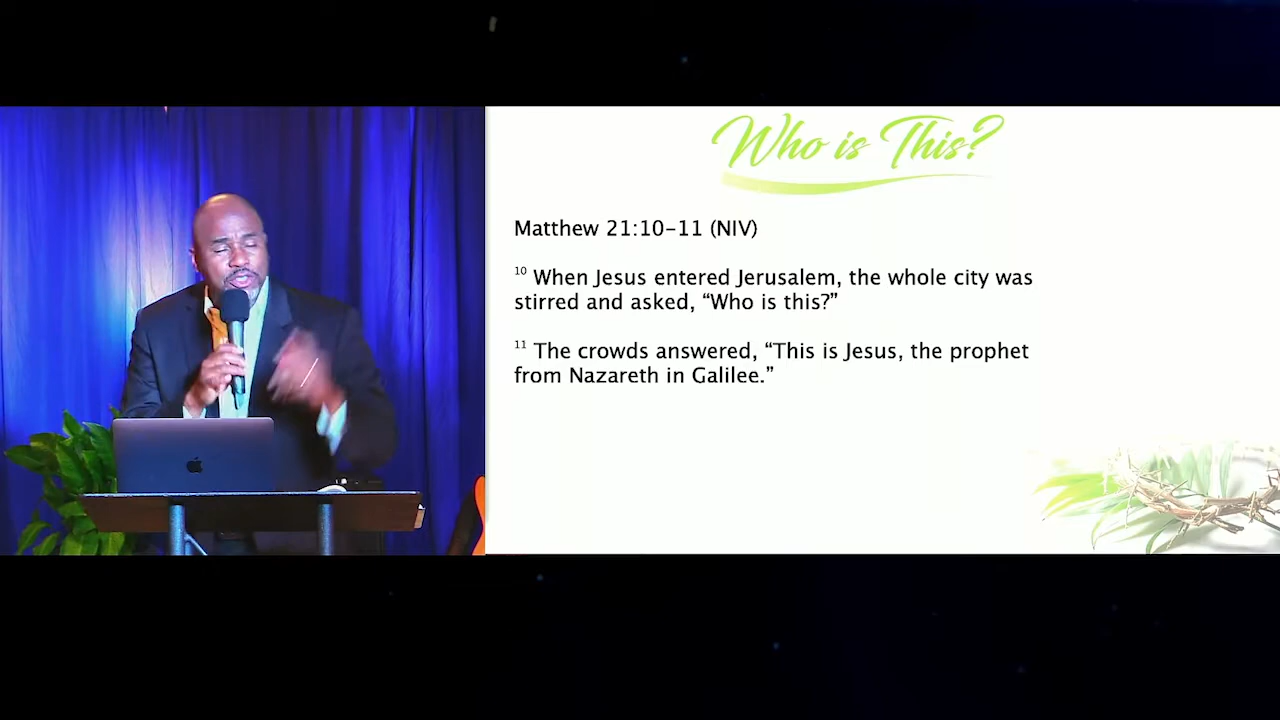 Who is This?
Matthew 21:10-11 (NIV)
10 When Jesus entered Jerusalem, the whole city was
stirred and asked, “Who is this?”
11 The crowds answered, “This is Jesus, the prophet
from Nazareth in Galilee.”